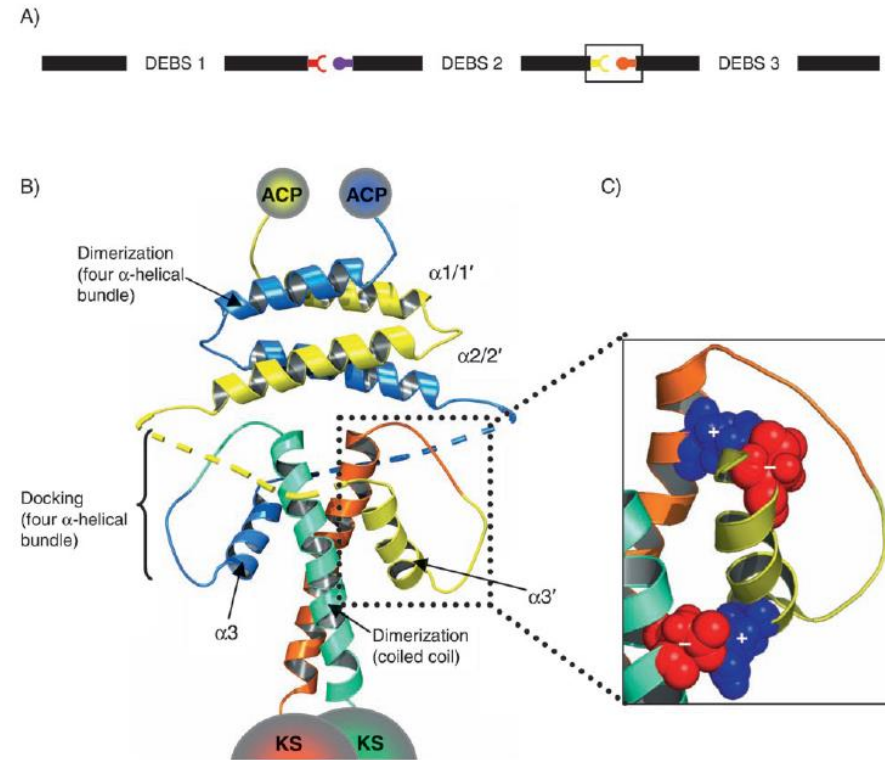 A)
DEBS 1 DEBS 2 DEBS 3
B)
C)
ACP ACP
Dimerization
(four α-helical
bundle)
α1/1′
α2/2′
Docking
(four α-helical
bundle)
α3
α3′
Dimerization
(coiled coil)
KS KS
+
−
−
+